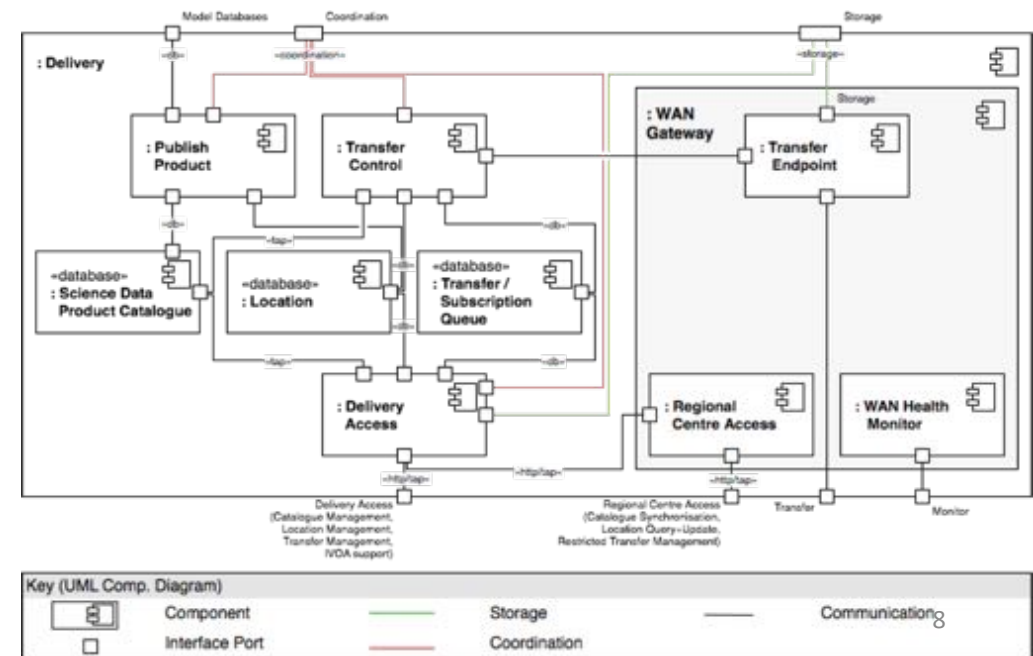 Model Databases
Coordination
Storage
«db»
«coordination»
«storage»
: Delivery
Storage
: WAN
Gateway
: Publish
Product
: Transfer
Control
: Transfer
Endpoint
«db»
«tap»
«db»
«db»
«database»
: Science Data
Product Catalogue
«database»
: Location
«database»
: Transfer /
Subscription
Queue
«db»
«tap»
«db»
: Delivery
Access
: Regional
Centre Access
: WAN Health
Monitor
«http/tap»
«http/tap»
«http/tap»
Delivery Access
(Catalogue Management,
Location Management,
Transfer Management,
IVOA support)
Regional Centre Access
(Catalogue Synchronisation,
Location Query-Update,
Restricted Transfer Management)
Transfer
Monitor
Key (UML Comp. Diagram)
Component
Storage
Communication
8
Interface Port
Coordination